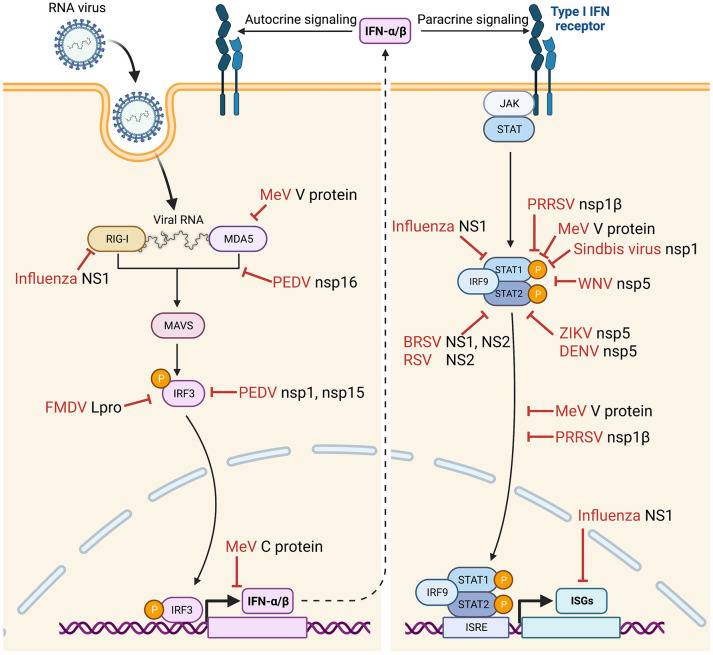 RNA virus
Autocrine signaling
IFN-α/β
Paracrine signaling
Type I IFN
receptor
JAK
STAT
MeV V protein
Viral RNA
RIG-I
MDA5
Influenza NS1
PEDV nsp16
MAVS
P
IRF3
FMDV Lpro
PEDV nsp1, nsp15
MeV C protein
P
IRF3
IFN-α/β
PRRSV nsp1β
Influenza NS1
MeV V protein
Sindbis virus nsp1
STAT1
P
IRF9
STAT2
P
WNV nsp5
BRSV NS1, NS2
RSV NS2
ZIKV nsp5
DENV nsp5
MeV V protein
PRRSV nsp1β
Influenza NS1
STAT1
P
IRF9
STAT2
P
ISGs
ISRE